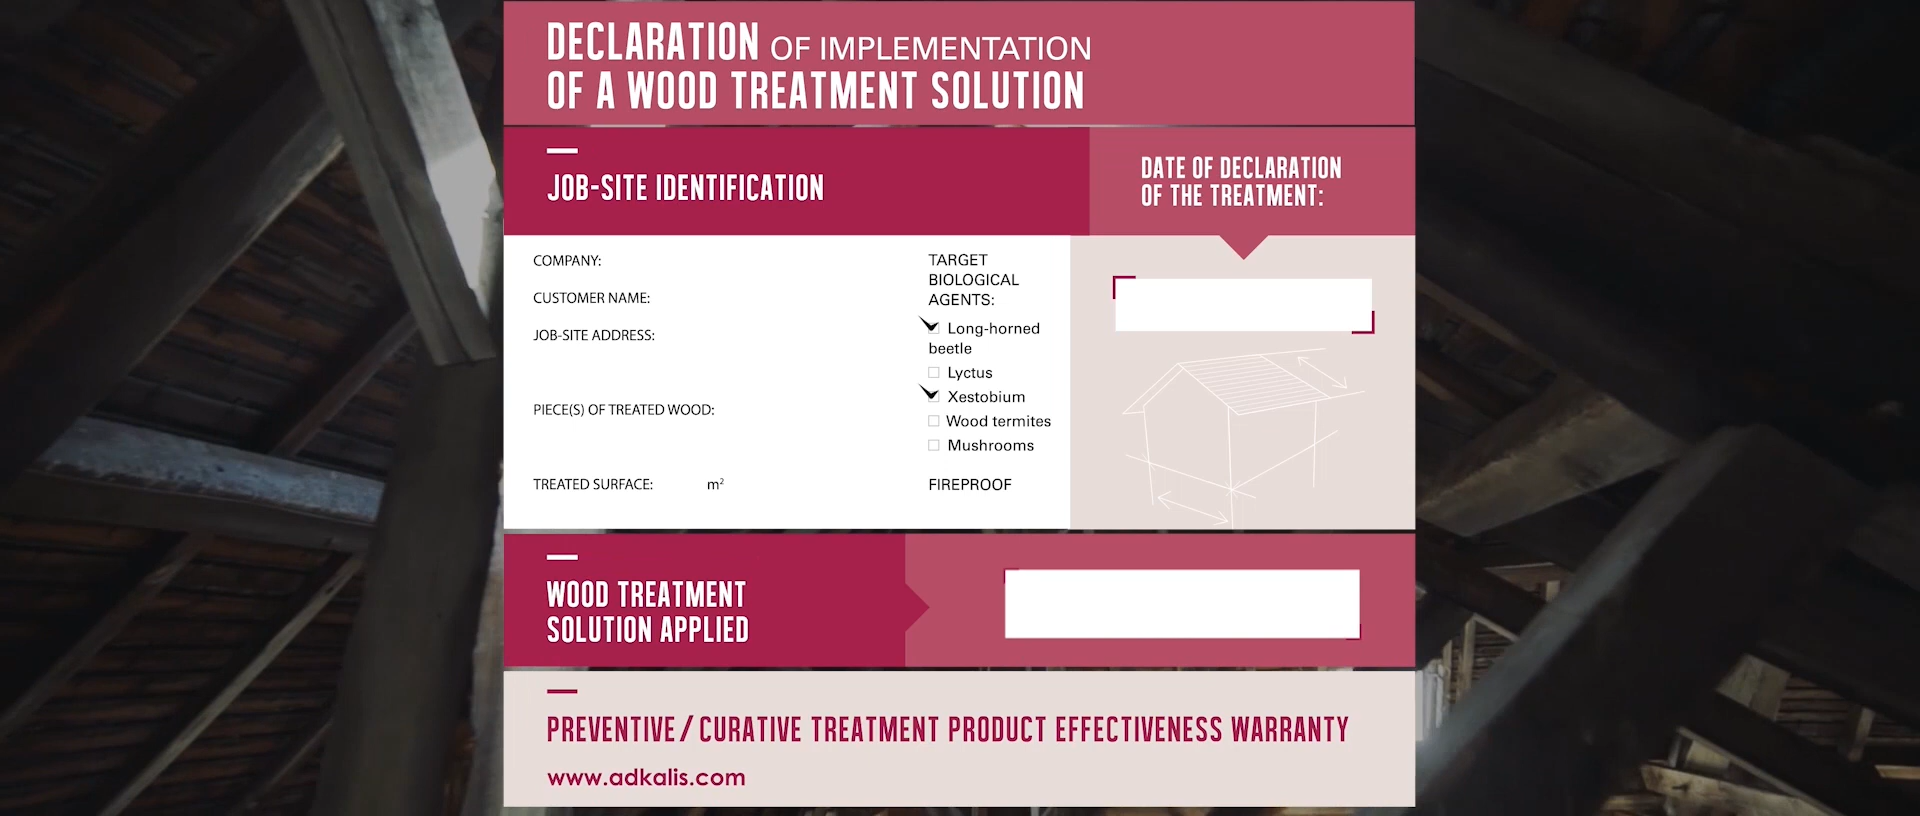 DECLARATION OF IMPLEMENTATION
OF A WOOD TREATMENT SOLUTION
JOB-SITE IDENTIFICATION
DATE OF DECLARATION
OF THE TREATMENT:
COMPANY:
CUSTOMER NAME:
JOB-SITE ADDRESS:
PIECE(S) OF TREATED WOOD:
TREATED SURFACE: m²
TARGET
BIOLOGICAL
AGENTS:
Long-horned
beetle
Lyctus
Xestobium
Wood termites
Mushrooms
FIREPROOF
WOOD TREATMENT
SOLUTION APPLIED
PREVENTIVE / CURATIVE TREATMENT PRODUCT EFFECTIVENESS WARRANTY
www.adkalis.com